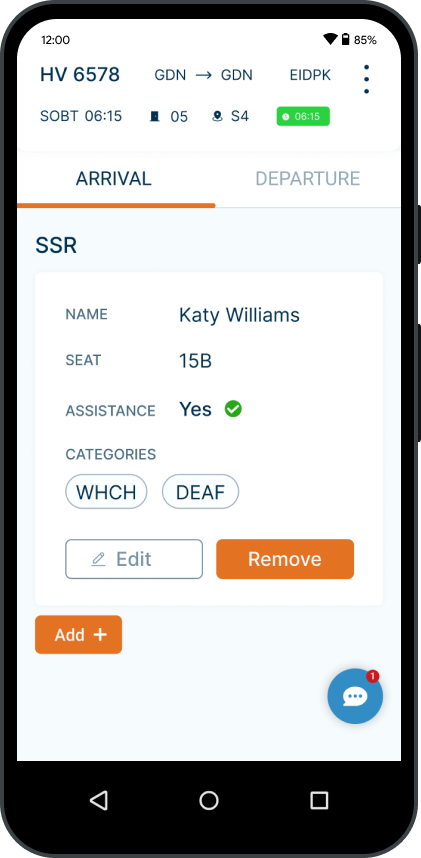 12:00 85%
HV 6578 GDN → GDN EIDPK
SOBT 06:15 05 S4 06:15
ARRIVAL DEPARTURE
SSR
NAME Katy Williams
SEAT 15B
ASSISTANCE Yes
CATEGORIES
WHCH DEAF
Edit Remove
Add +
1